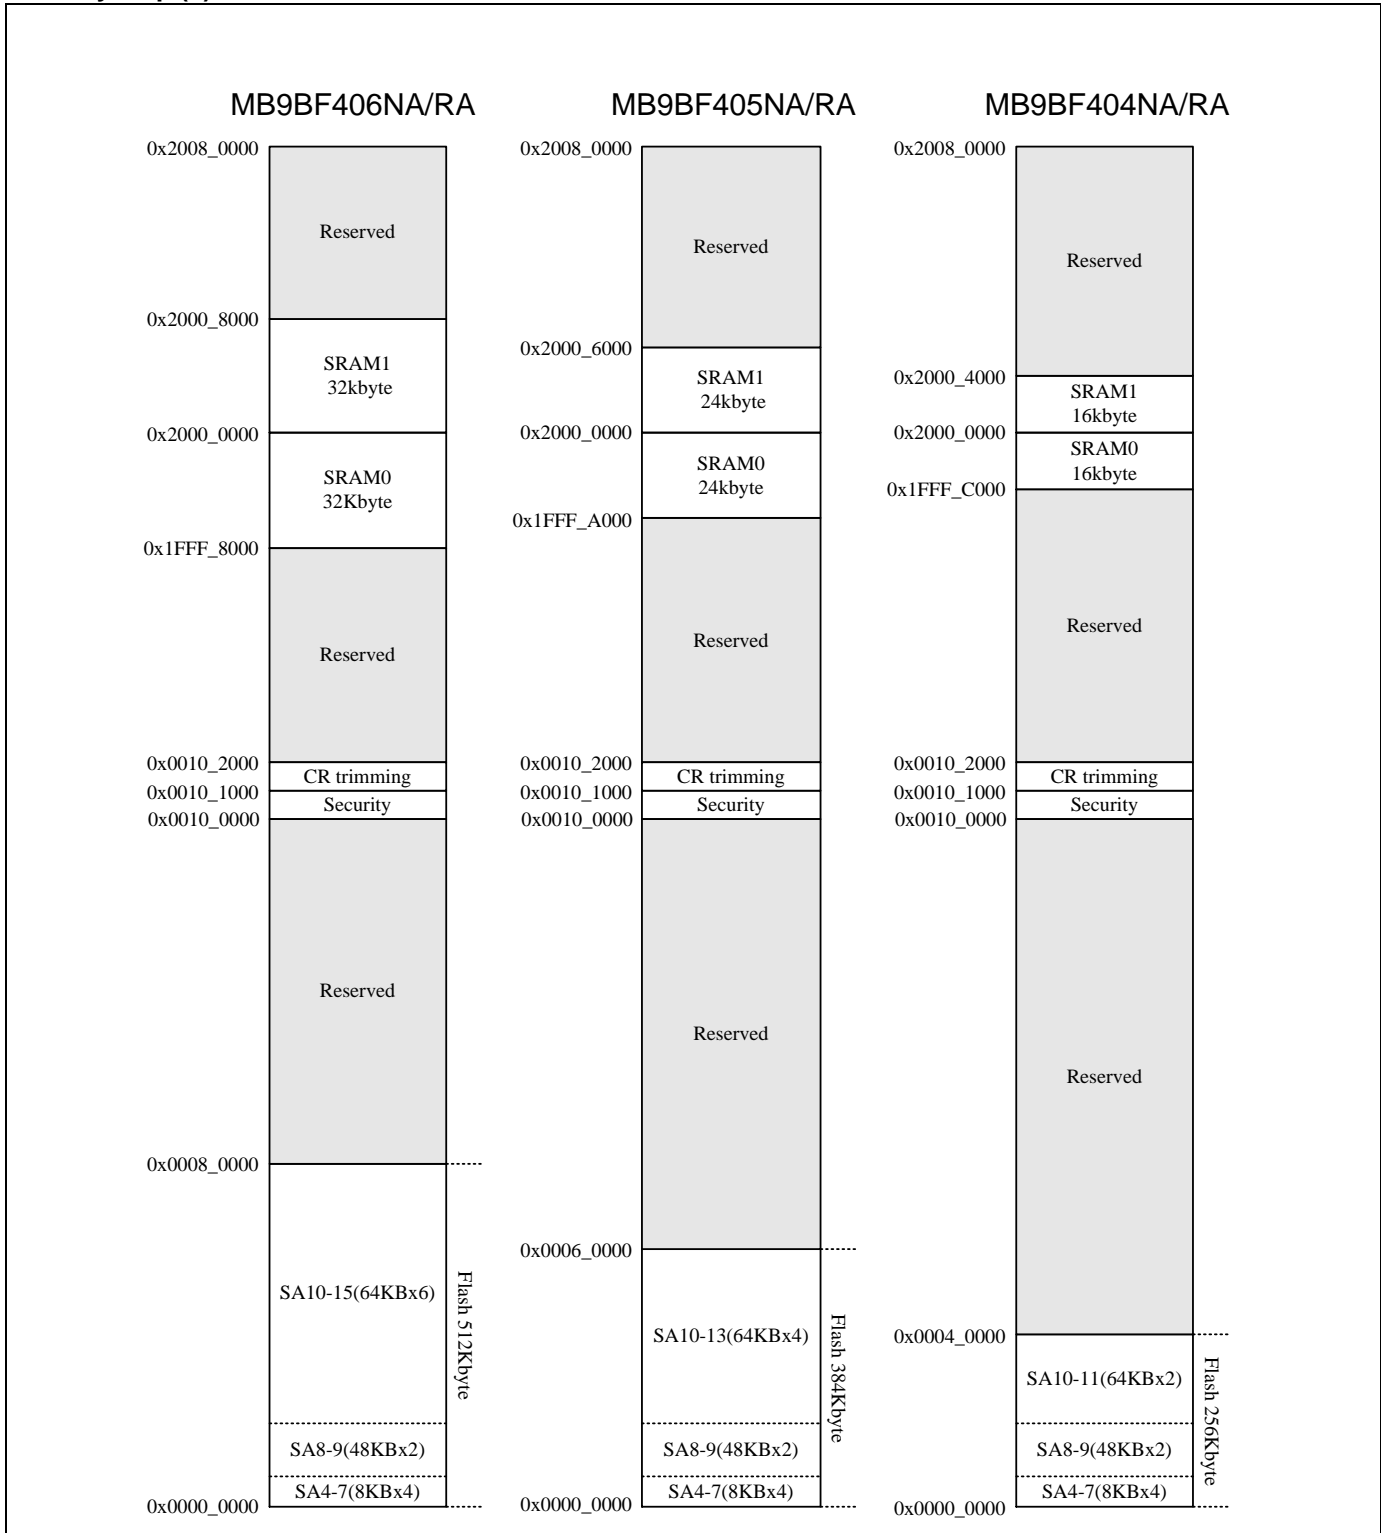 MB9BF406NA/RA
0x2008_0000
Reserved
0x2000_8000
SRAM1
32kbyte
0x2000_0000
SRAM0
32Kbyte
0x1FFF_8000
Reserved
0x0010_2000
CR trimming
0x0010_1000
Security
0x0010_0000
Reserved
0x0008_0000
SA10-15(64KBx6)
Flash 512Kbyte
SA8-9(48KBx2)
SA4-7(8KBx4)
0x0000_0000
MB9BF405NA/RA
0x2008_0000
Reserved
0x2000_6000
SRAM1
24kbyte
0x2000_0000
SRAM0
24kbyte
0x1FFF_A000
Reserved
0x0010_2000
CR trimming
0x0010_1000
Security
0x0010_0000
Reserved
0x0006_0000
SA10-13(64KBx4)
Flash 384Kbyte
SA8-9(48KBx2)
SA4-7(8KBx4)
0x0000_0000
MB9BF404NA/RA
0x2008_0000
Reserved
0x2000_4000
SRAM1
16kbyte
0x2000_0000
SRAM0
16kbyte
0x1FFF_C000
Reserved
0x0010_2000
CR trimming
0x0010_1000
Security
0x0010_0000
Reserved
0x0004_0000
SA10-11(64KBx2)
Flash 256Kbyte
SA8-9(48KBx2)
SA4-7(8KBx4)
0x0000_0000